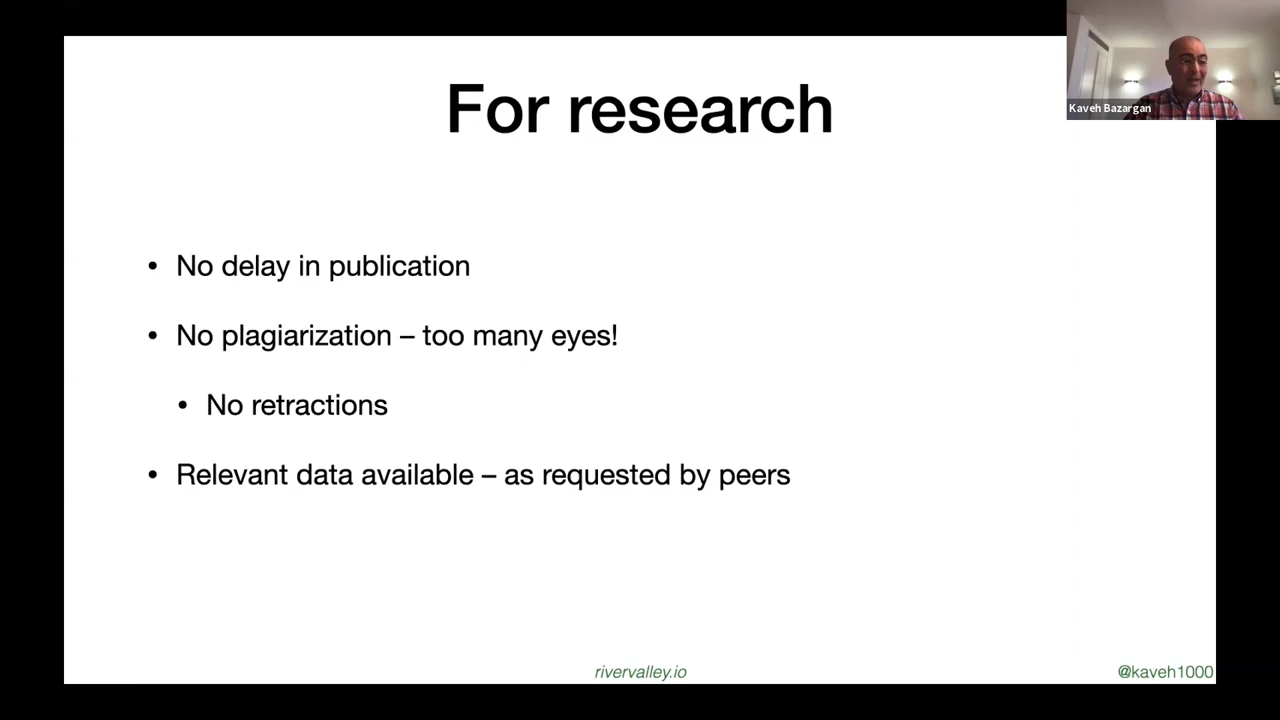 For research
Kaveh Bazargan
• No delay in publication
• No plagiarization – too many eyes!
• No retractions
• Relevant data available – as requested by peers
rivervalley.io
@kaveh1000